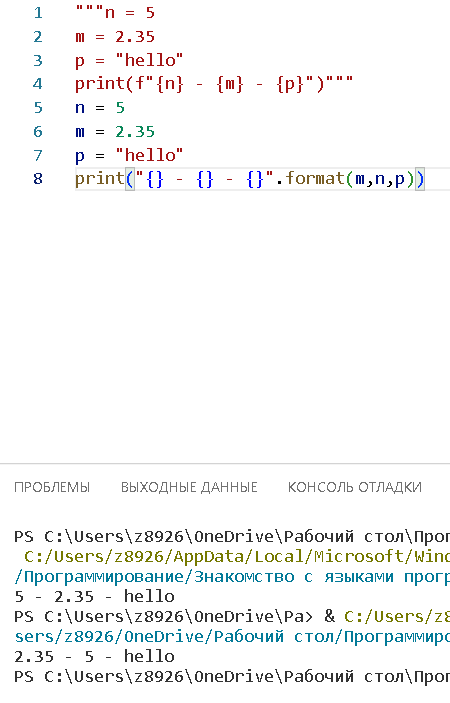 1 """n = 5
2 m = 2.35
3 p = "hello"
4 print(f"{n} - {m} - {p}")"""
5 n = 5
6 m = 2.35
7 p = "hello"
8 print("{} - {} - {}".format(m,n,p))
ПРОБЛЕМЫ ВЫХОДНЫЕ ДАННЫЕ КОНСОЛЬ ОТЛАДКИ
PS C:\Users\z8926\OneDrive\Рабочий стол\Прог
C:/Users/z8926/AppData/Local/Microsoft/Wind
/Программирование/Знакомство с языками прогр
5 - 2.35 - hello
PS C:\Users\z8926\OneDrive\Ра> & C:/Users/z8
sers/z8926/OneDrive/Рабочий стол/Программиро
2.35 - 5 - hello
PS C:\Users\z8926\OneDrive\Рабочий стол\Прог